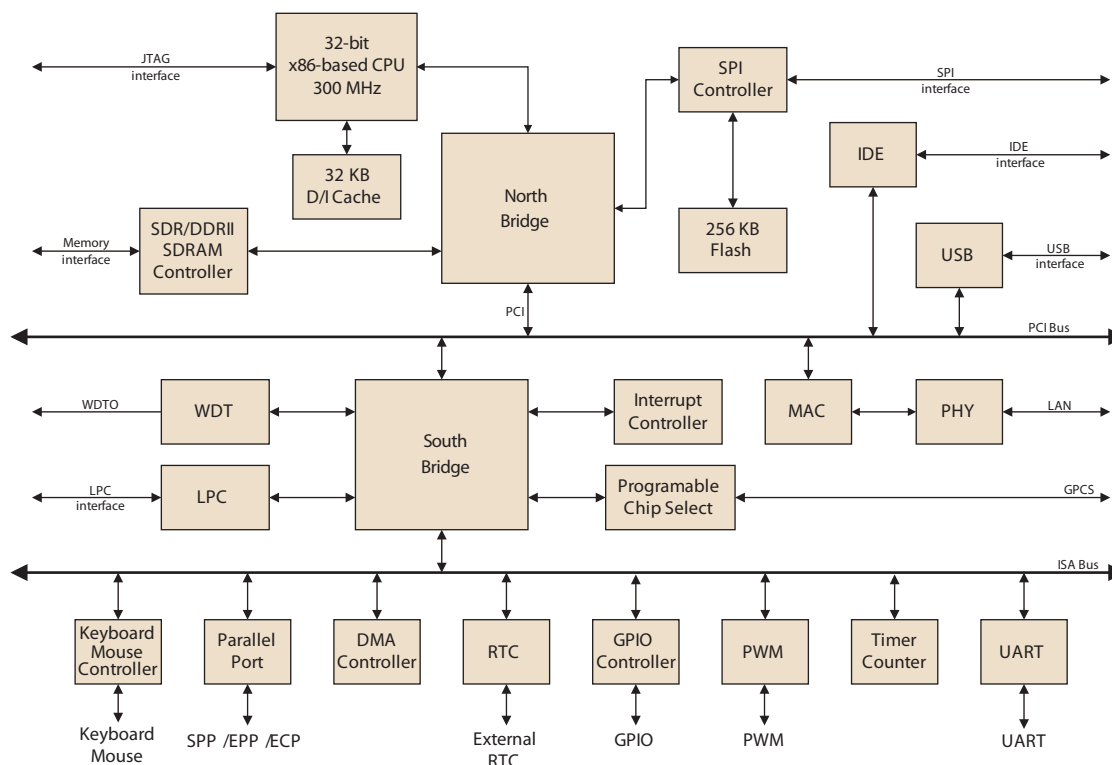 32-bit
x86-based CPU
300 MHz
JTAG
interface
SPI
Controller
SPI
interface
IDE
IDE
interface
32 KB
D/I Cache
North
Bridge
SDR/DDRII
SDRAM
Controller
Memory
interface
256 KB
Flash
USB
USB
interface
PCI
PCI Bus
WDTO
WDT
South
Bridge
Interrupt
Controller
MAC
PHY
LAN
LPC
interface
LPC
Programable
Chip Select
GPCS
ISA Bus
Keyboard
Mouse
Controller
Parallel
Port
DMA
Controller
RTC
GPIO
Controller
PWM
Timer
Counter
UART
Keyboard
Mouse
SPP /EPP /ECP
External
RTC
GPIO
PWM
UART